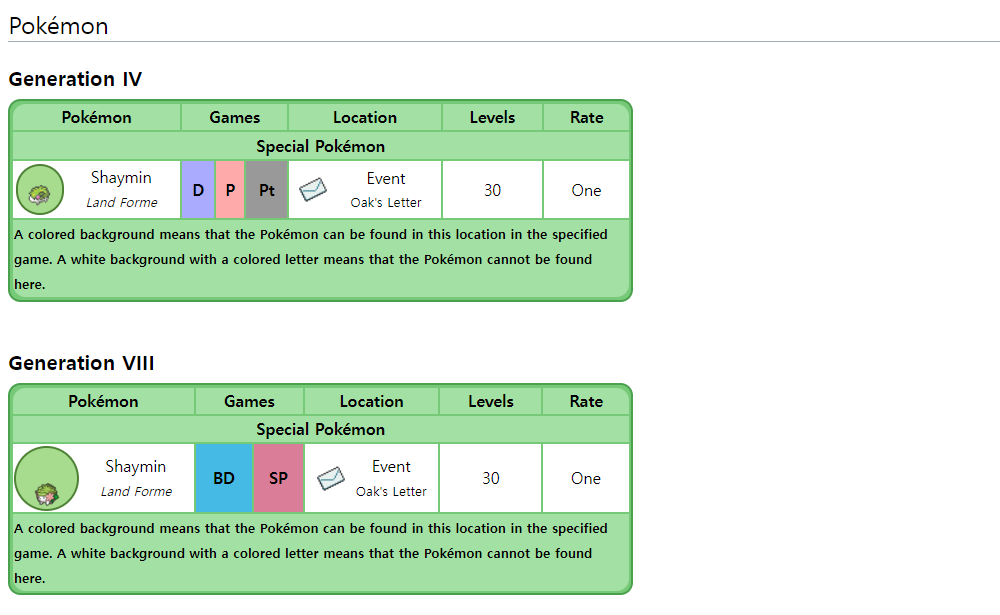 Pokémon
Generation IV
Pokémon Games Location Levels Rate
Special Pokémon
Shaymin
Land Forme
D P Pt
Event
Oak's Letter
30
One
A colored background means that the Pokémon can be found in this location in the specified
game. A white background with a colored letter means that the Pokémon cannot be found
here.
Generation VIII
Pokémon Games Location Levels Rate
Special Pokémon
Shaymin
Land Forme
BD SP
Event
Oak's Letter
30
One
A colored background means that the Pokémon can be found in this location in the specified
game. A white background with a colored letter means that the Pokémon cannot be found
here.